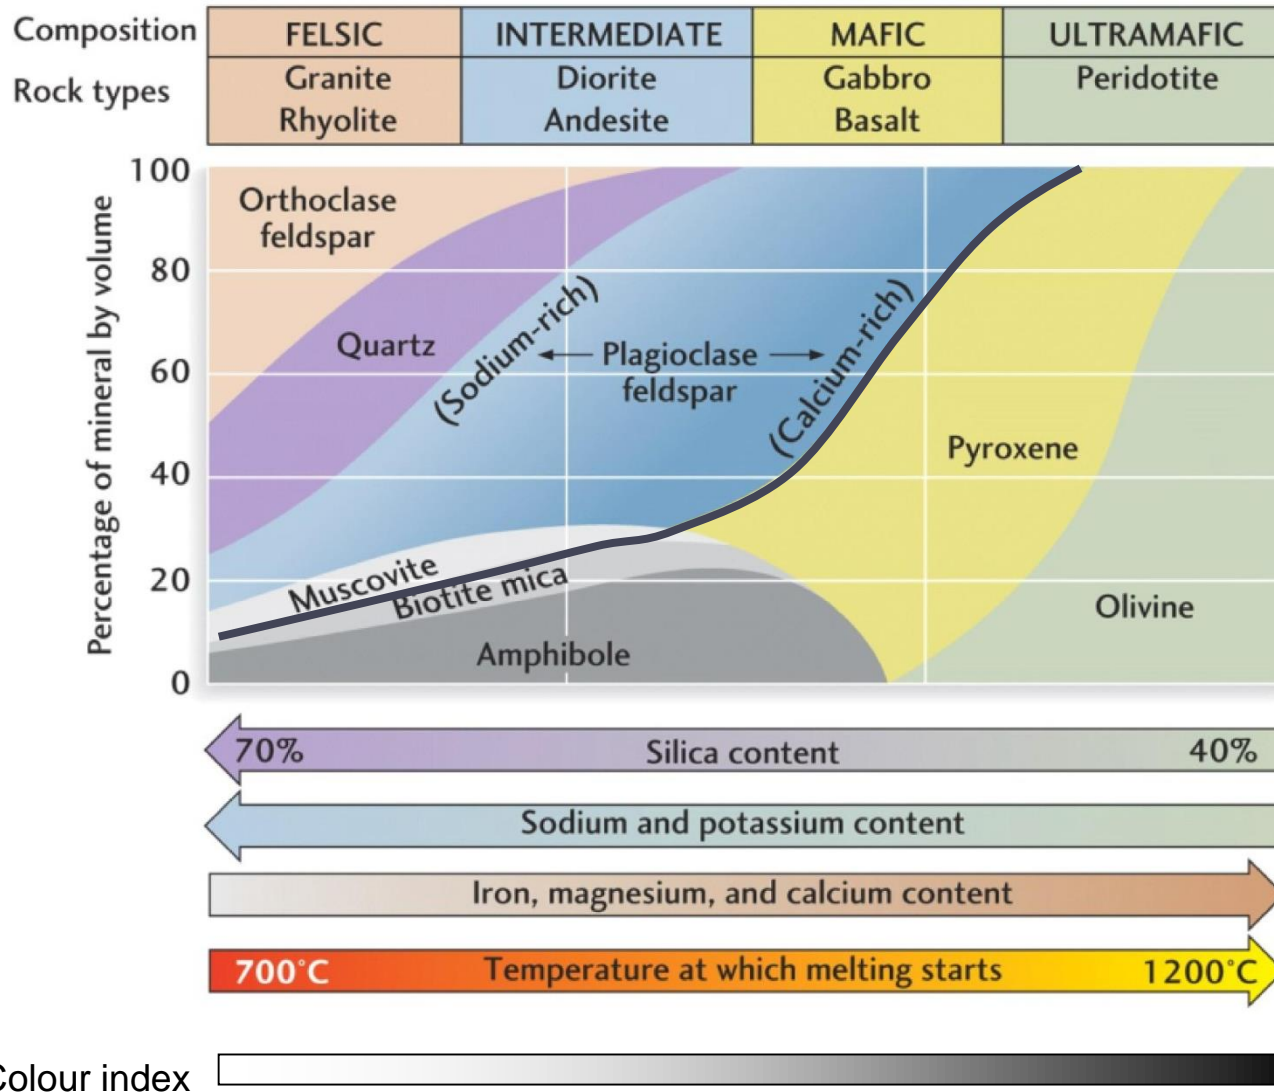 Composition
FELSIC
INTERMEDIATE
MAFIC
ULTRAMAFIC
Rock types
Granite
Rhyolite
Diorite
Andesite
Gabbro
Basalt
Peridotite
Percentage of mineral by volume
100
80
60
40
20
0
Orthoclase
feldspar
Quartz
(Sodium-rich)
Plagioclase
feldspar
(Calcium-rich)
Pyroxene
Muscovite
Biotite mica
Amphibole
Olivine
70% Silica content 40%
Sodium and potassium content
Iron, magnesium, and calcium content
700°C Temperature at which melting starts 1200°C
Colour index